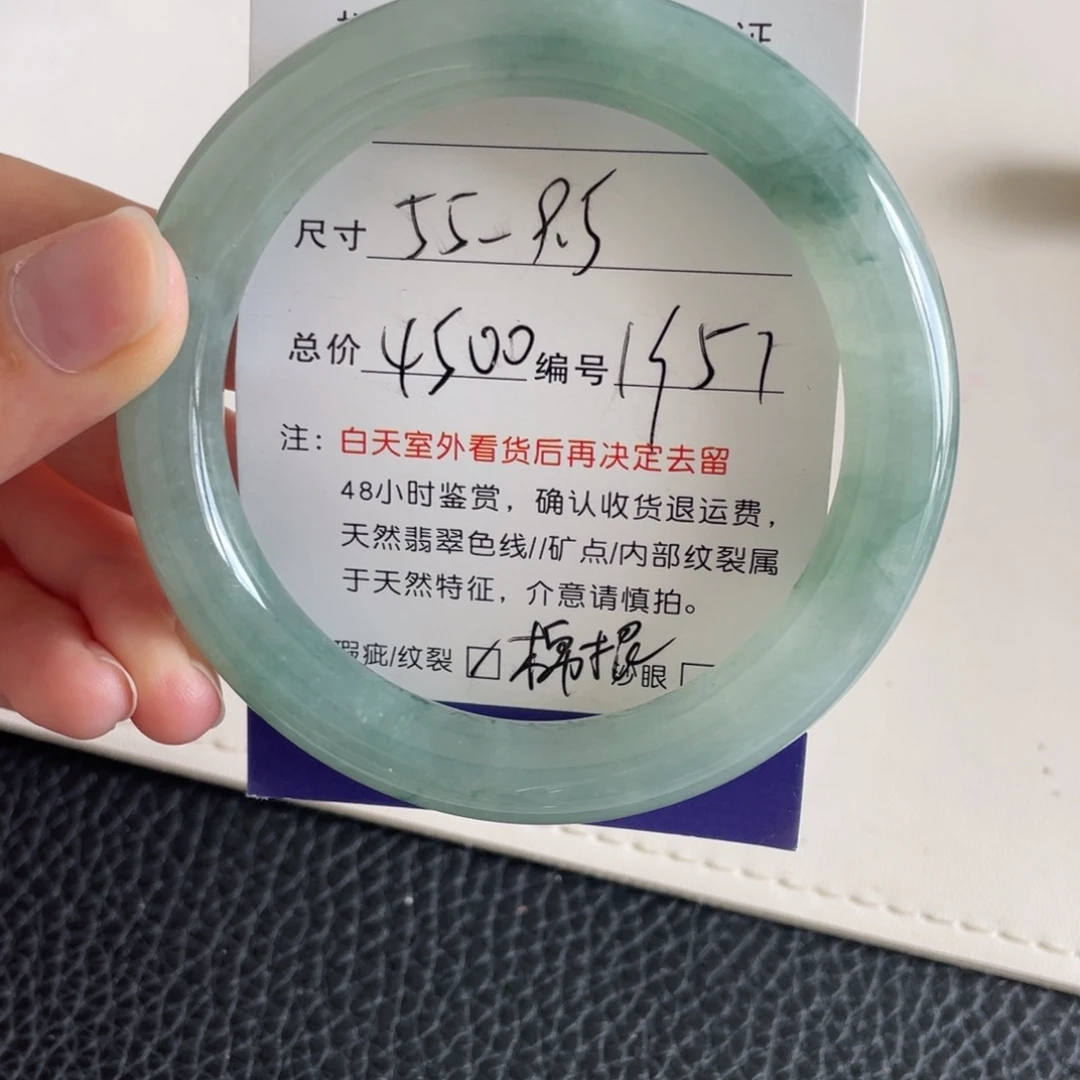 证
尺寸 55-8.5
总价 4500 编号 1957
注：白天室外看货后再决定去留
48小时鉴赏，确认收货退运费，
天然翡翠色线//矿点/内部纹裂属
于天然特征，介意请慎拍。
瑕疵/纹裂 棉 眼